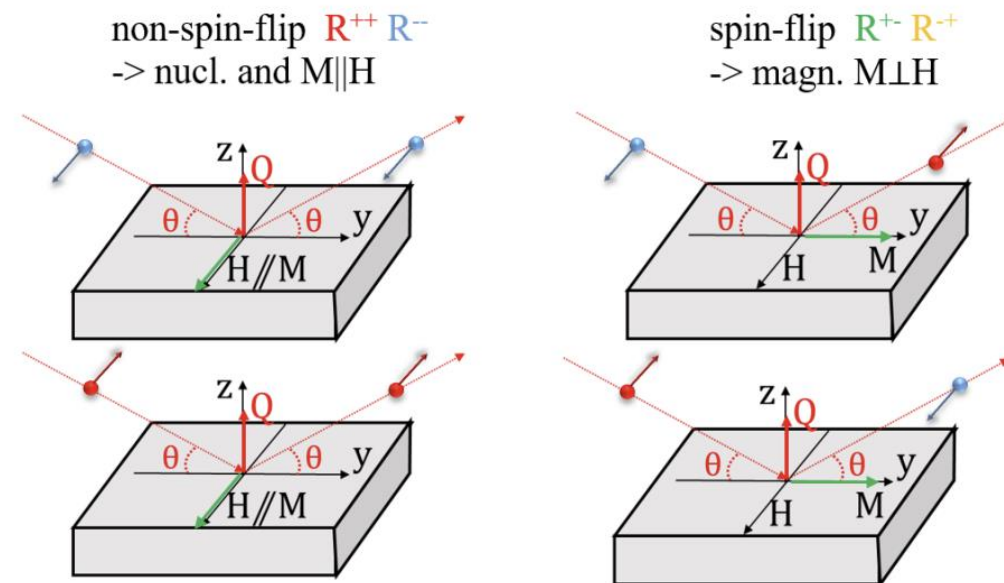 non-spin-flip R⁺⁺ R⁻⁻
-> nucl. and M||H
spin-flip R⁺⁻ R⁻⁺
-> magn. M⊥H
z
Q
θ
θ
y
H//M
z
Q
θ
θ
y
H
M
z
Q
θ
θ
y
H//M
z
Q
θ
θ
y
H
M